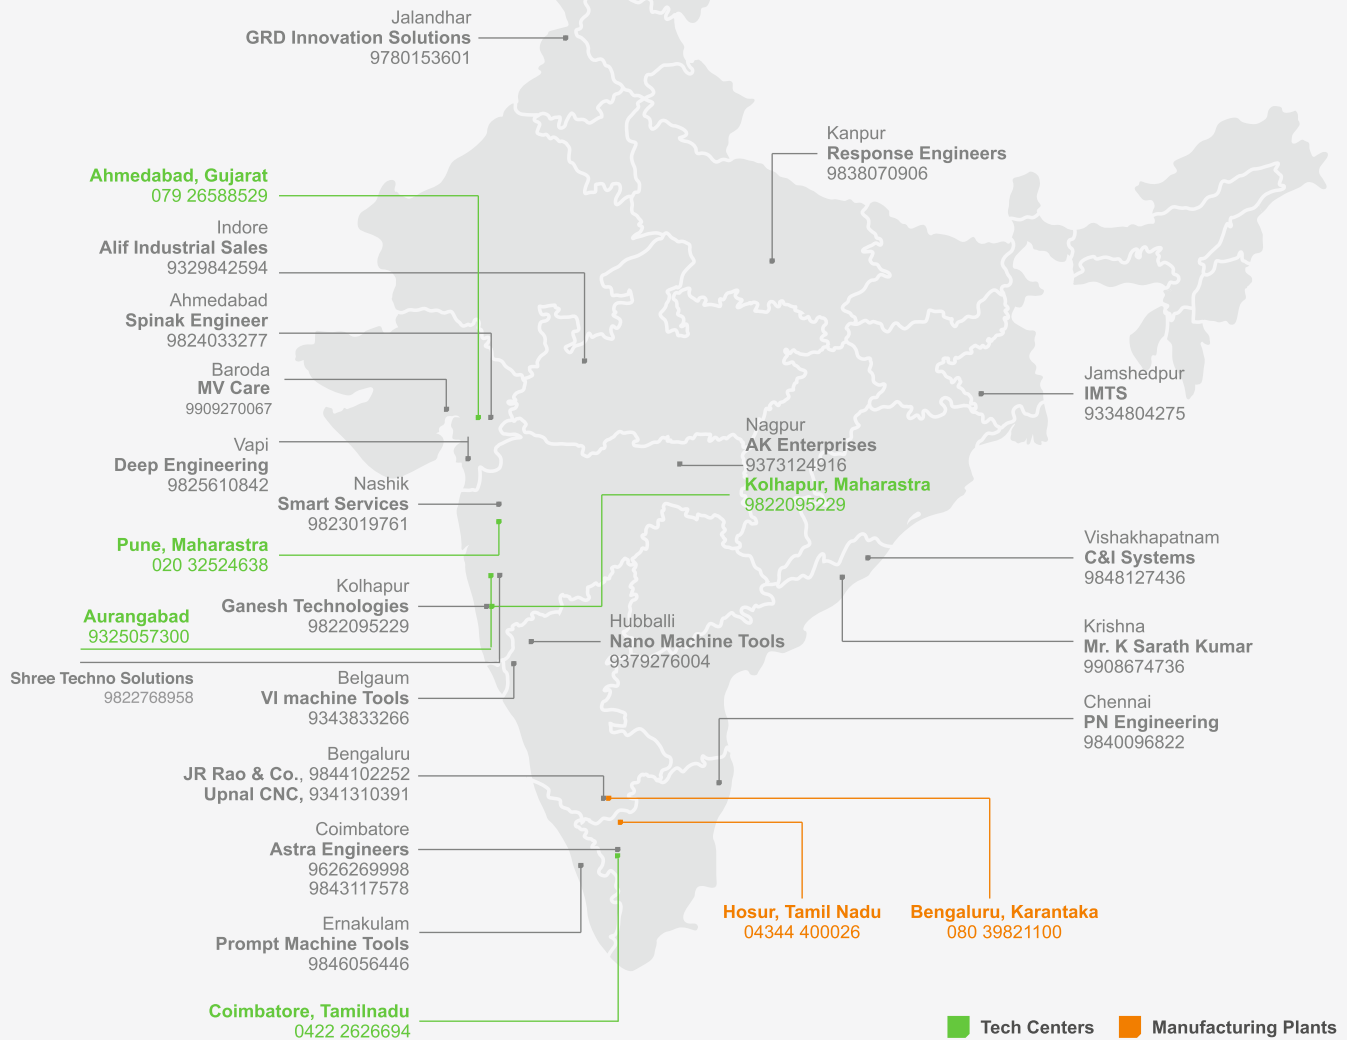 Jalandhar
GRD Innovation Solutions
9780153601
Kanpur
Response Engineers
9838070906
Ahmedabad, Gujarat
079 26588529
Indore
Alif Industrial Sales
9329842594
Ahmedabad
Spinak Engineer
9824033277
Baroda
MV Care
9909270067
Jamshedpur
IMTS
9334804275
Vapi
Deep Engineering
9825610842
Nagpur
AK Enterprises
9373124916
Kolhapur, Maharastra
9822095229
Nashik
Smart Services
9823019761
Pune, Maharastra
020 32524638
Vishakhapatnam
C&I Systems
9848127436
Kolhapur
Ganesh Technologies
9822095229
Aurangabad
9325057300
Hubballi
Nano Machine Tools
9379276004
Krishna
Mr. K Sarath Kumar
9908674736
Shree Techno Solutions
9822768958
Belgaum
VI machine Tools
9343833266
Chennai
PN Engineering
9840096822
Bengaluru
JR Rao & Co., 9844102252
Upnal CNC, 9341310391
Coimbatore
Astra Engineers
9626269998
9843117578
Ernakulam
Prompt Machine Tools
9846056446
Hosur, Tamil Nadu
04344 400026
Bengaluru, Karantaka
080 39821100
Coimbatore, Tamilnadu
0422 2626694
Tech Centers
Manufacturing Plants